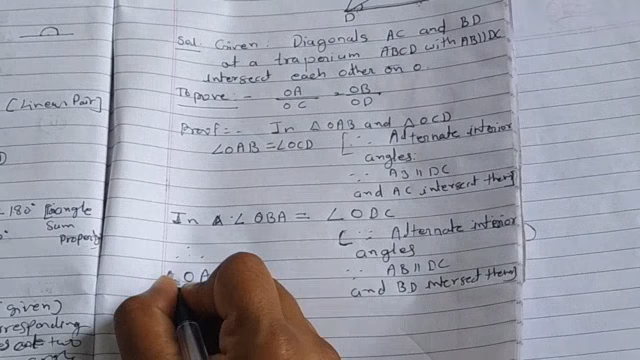 D
Sol. Given: Diagonals AC and BD
of a trapezium ABCD with AB||DC
intersect each other on O.
To prove :- OA/OC = OB/OD
[Linear Pair]
Proof:- In △OAB and △OCD
∠OAB=∠OCD [∵ Alternate interior
angles.
∵ AB || DC
and AC intersect them]
180° [Triangle
Sum
Property
In ∠OBA = ∠ODC
[∵ Alternate interior
angles
∵ AB || DC
and BD intersect them]
∴
△OA
given)